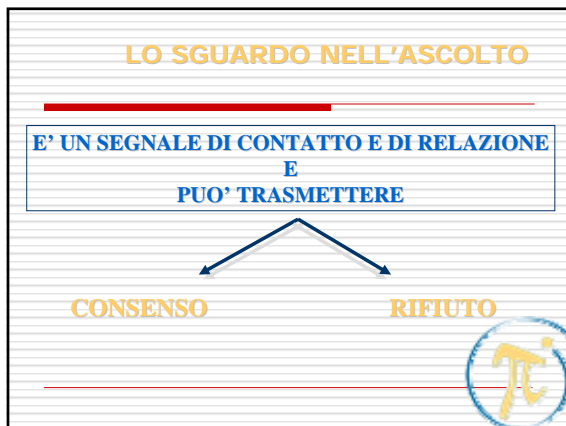 LO SGUARDO NELL'ASCOLTO
E' UN SEGNALE DI CONTATTO E DI RELAZIONE
E
PUO' TRASMETTERE
CONSENSO
RIFIUTO
π